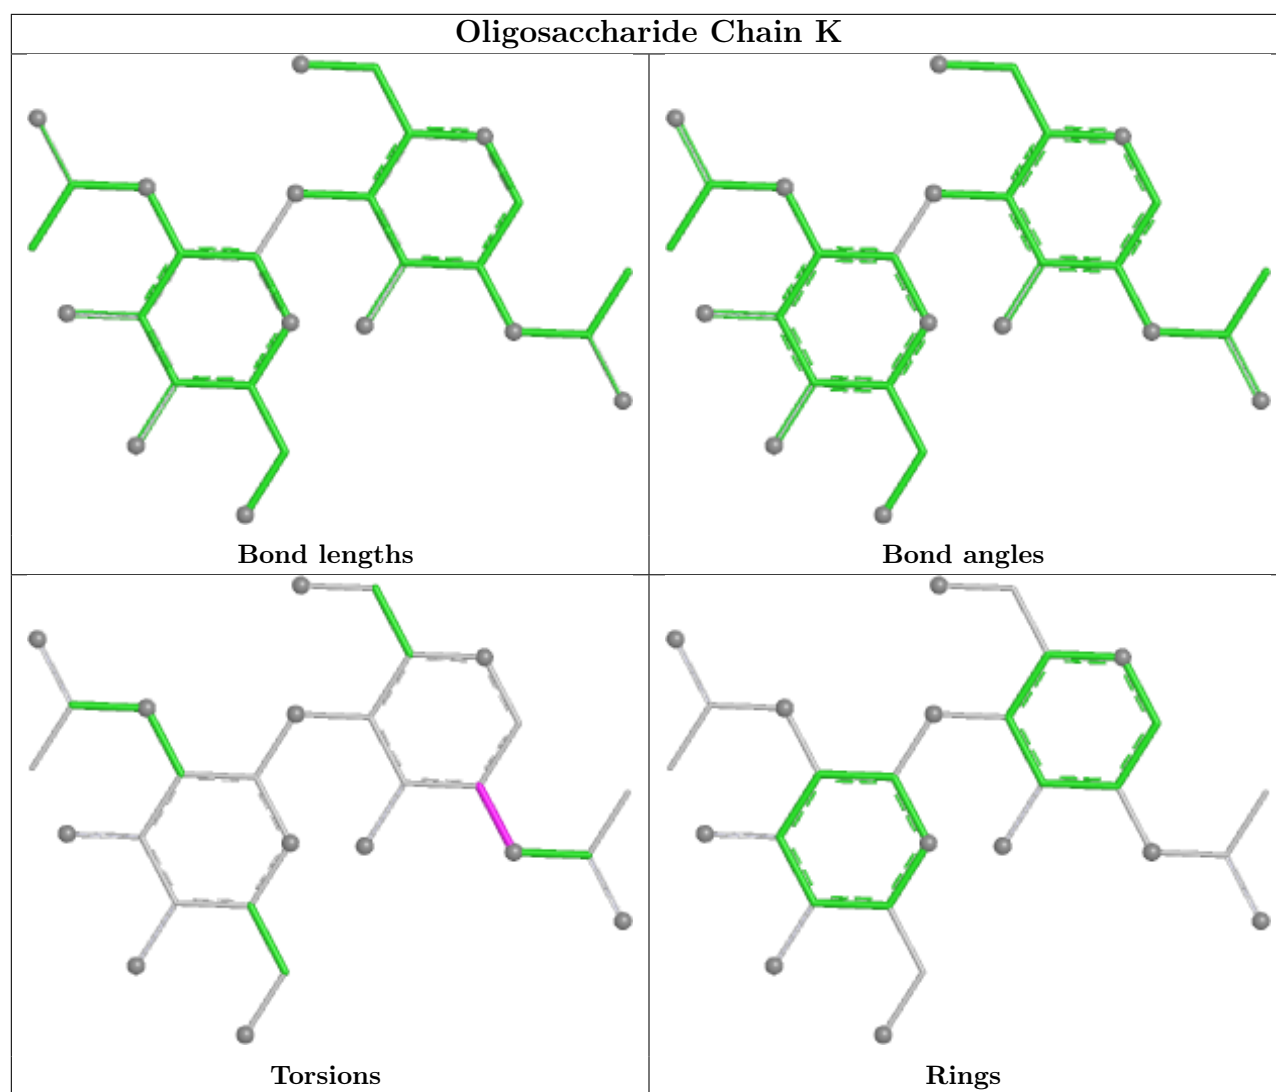 Oligosaccharide Chain K
Bond lengths
Bond angles
Torsions
Rings